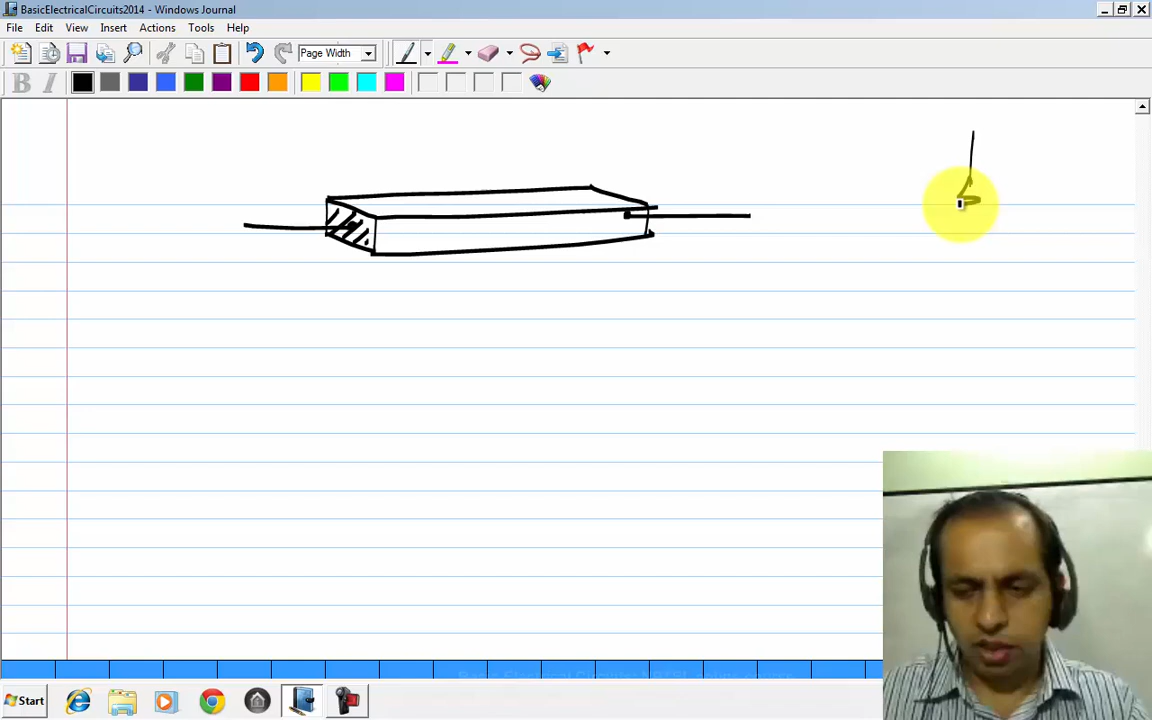 BasicElectricalCircuits2014 - Windows Journal
File Edit View Insert Actions Tools Help
Page Width
B I
Start